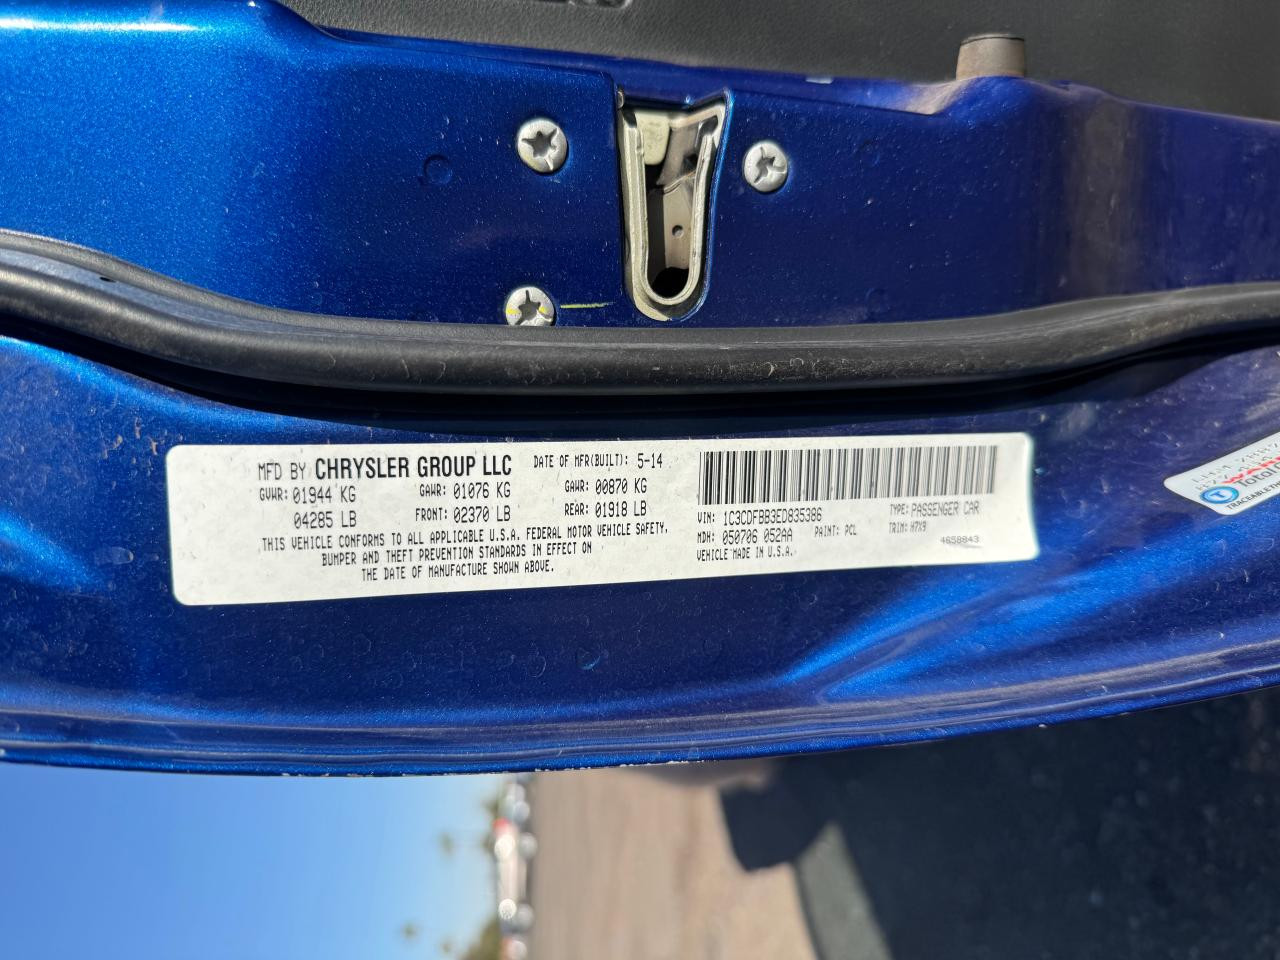 MFD BY CHRYSLER GROUP LLC
DATE OF MFR(BUILT): 5-14
GVWR: 01944 KG
GAWR: 01076 KG
GAWR: 00870 KG
04285 LB
FRONT: 02370 LB
REAR: 01918 LB
THIS VEHICLE CONFORMS TO ALL APPLICABLE U.S.A. FEDERAL MOTOR VEHICLE SAFETY,
BUMPER AND THEFT PREVENTION STANDARDS IN EFFECT ON
THE DATE OF MANUFACTURE SHOWN ABOVE.
VIN: 1C3CDFBB3ED835386
TYPE: PASSENGER CAR
MDH: 050706 052AA
PAINT: PCL
TRIM: H7X9
VEHICLE MADE IN U.S.A.
4658843